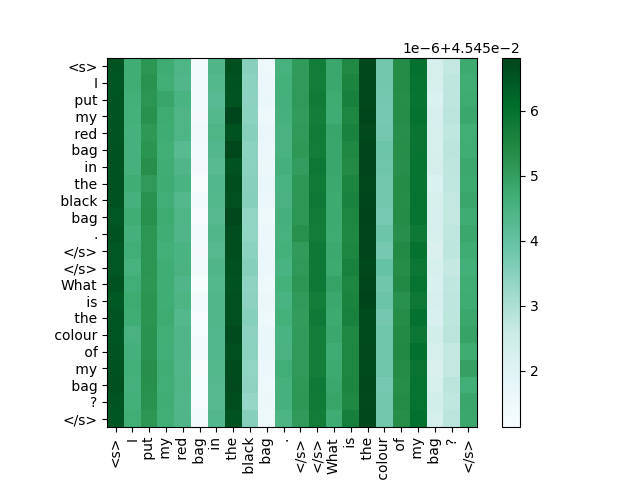 1e-6+4.545e-2
<s>
I
put
my
red
bag
in
the
black
bag
.
</s>
</s>
What
is
the
colour
of
my
bag
?
</s>
6
5
4
3
2
<s>
I
put
my
red
bag
in
the
black
bag
.
</s>
</s>
What
is
the
colour
of
my
bag
?
</s>